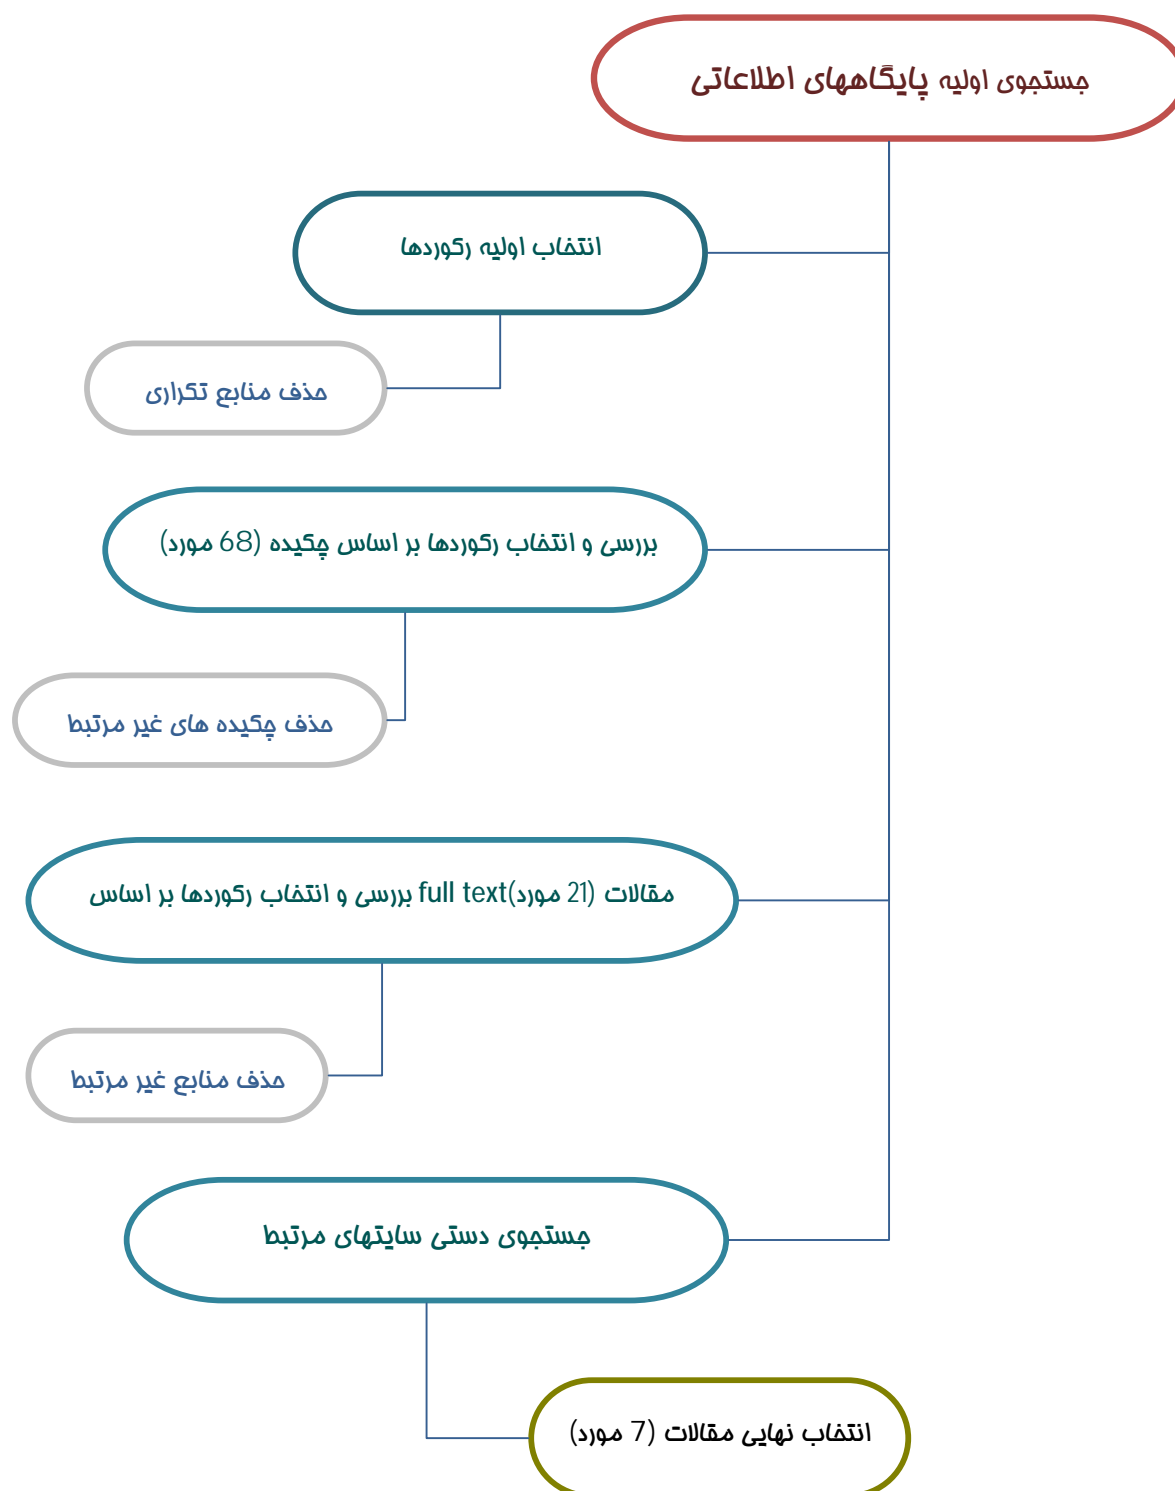 جستجوی اولیه پایگاههای اطلاعاتی
انتخاب اولیه رکوردها
حذف منابع تکراری
بررسی و انتخاب رکوردها بر اساس چکیده (68 مورد)
حذف چکیده های غیر مرتبط
مقالات (21 مورد)full text بررسی و انتخاب رکوردها بر اساس
حذف منابع غیر مرتبط
جستجوی دستی سایتهای مرتبط
انتخاب نهایی مقالات (7 مورد)